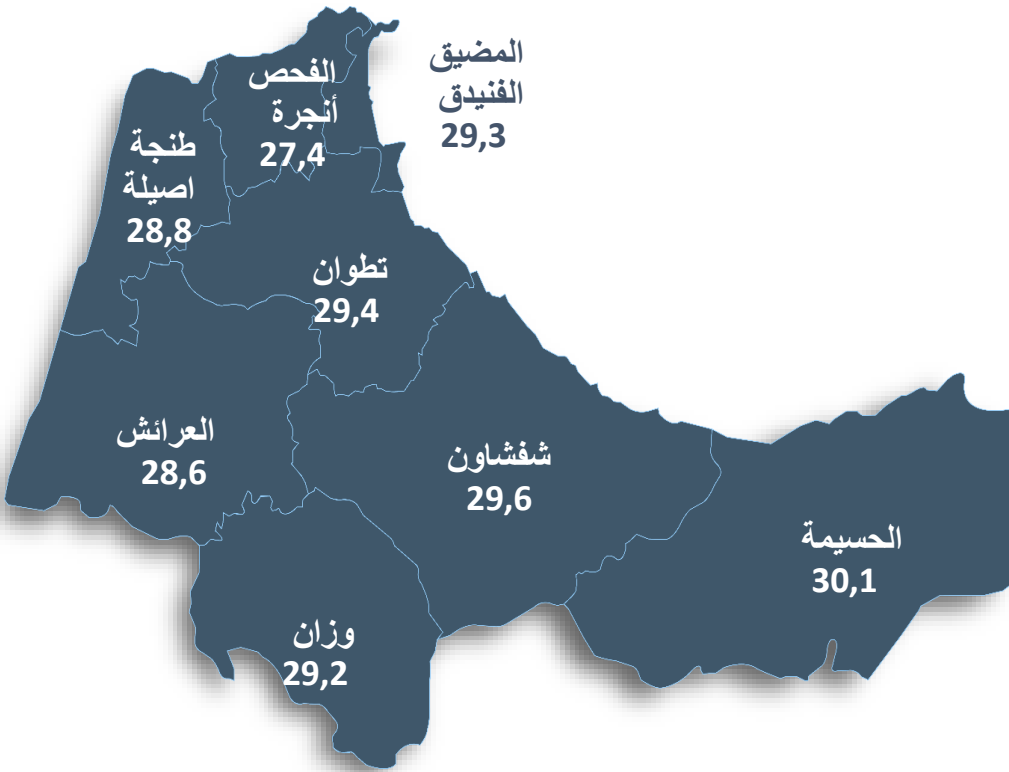 المضيق
الفنيدق
29,3
الفحص
أنجرة
27,4
طنجة
اصيلة
28,8
تطوان
29,4
العرائش
28,6
شفشاون
29,6
الحسيمة
30,1
وزان
29,2